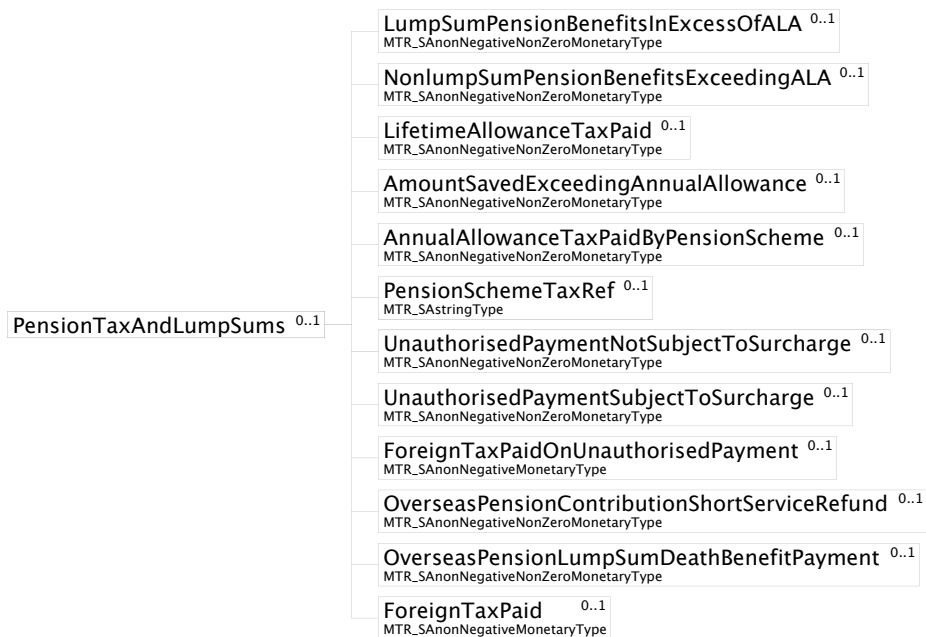 LumpSumPensionBenefitsInExcessOfALA 0..1
MTR_SAnonNegativeNonZeroMonetaryType
NonlumpSumPensionBenefitsExceedingALA 0..1
MTR_SAnonNegativeNonZeroMonetaryType
LifetimeAllowanceTaxPaid 0..1
MTR_SAnonNegativeNonZeroMonetaryType
AmountSavedExceedingAnnualAllowance 0..1
MTR_SAnonNegativeNonZeroMonetaryType
AnnualAllowanceTaxPaidByPensionScheme 0..1
MTR_SAnonNegativeNonZeroMonetaryType
PensionSchemeTaxRef 0..1
MTR_SAstringType
PensionTaxAndLumpSums 0..1
UnauthorisedPaymentNotSubjectToSurcharge 0..1
MTR_SAnonNegativeNonZeroMonetaryType
UnauthorisedPaymentSubjectToSurcharge 0..1
MTR_SAnonNegativeNonZeroMonetaryType
ForeignTaxPaidOnUnauthorisedPayment 0..1
MTR_SAnonNegativeMonetaryType
OverseasPensionContributionShortServiceRefund 0..1
MTR_SAnonNegativeNonZeroMonetaryType
OverseasPensionLumpSumDeathBenefitPayment 0..1
MTR_SAnonNegativeNonZeroMonetaryType
ForeignTaxPaid 0..1
MTR_SAnonNegativeMonetaryType